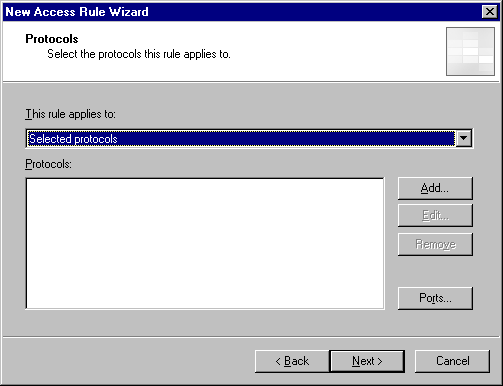 New Access Rule Wizard
Protocols
Select the protocols this rule applies to.
This rule applies to:
Selected protocols
Protocols:
Add...
Edit...
Remove
Ports...
< Back
Next >
Cancel